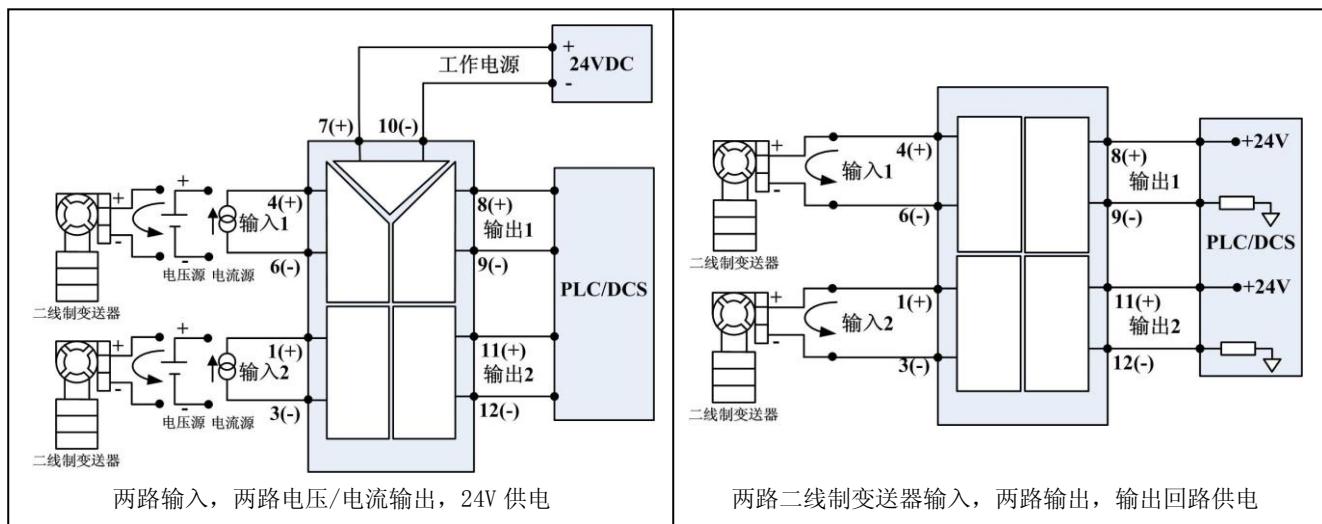 +
24VDC
-
工作电源
7(+)
10(-)
+
-
+
-
电压源
电流源
4(+)
输入1
6(-)
8(+)
输出1
9(-)
二线制变送器
PLC/DCS
+
-
+
-
电压源
电流源
1(+)
输入2
3(-)
11(+)
输出2
12(-)
二线制变送器
两路输入，两路电压/电流输出，24V 供电
+
-
4(+)
输入1
6(-)
8(+)
输出1
9(-)
+24V
二线制变送器
PLC/DCS
+
-
1(+)
输入2
3(-)
11(+)
输出2
12(-)
+24V
二线制变送器
两路二线制变送器输入，两路输出，输出回路供电